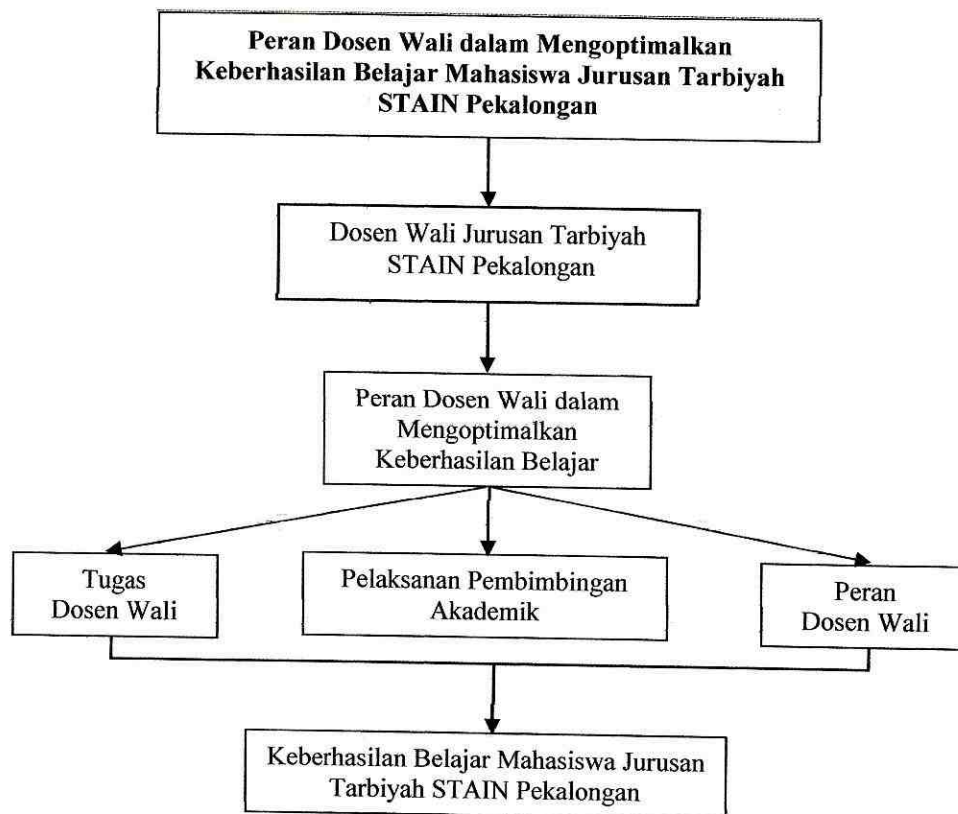 Peran Dosen Wali dalam Mengoptimalkan
Keberhasilan Belajar Mahasiswa Jurusan Tarbiyah
STAIN Pekalongan
Dosen Wali Jurusan Tarbiyah
STAIN Pekalongan
Peran Dosen Wali dalam
Mengoptimalkan
Keberhasilan Belajar
Tugas
Dosen Wali
Pelaksanan Pembimbingan
Akademik
Peran
Dosen Wali
Keberhasilan Belajar Mahasiswa Jurusan
Tarbiyah STAIN Pekalongan